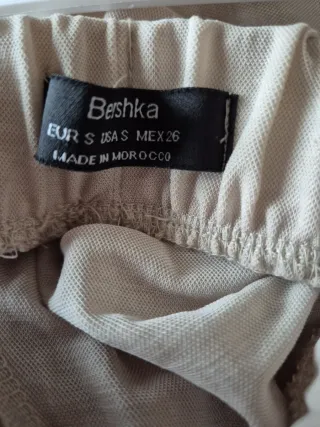 Bershka
EUR S USA S MEX 26
MADE IN MOROCCO